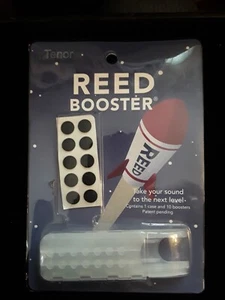 Tenor
REED
BOOSTER®
REED
Take your sound
to the next level
Contains 1 case and 10 boosters
Patent pending